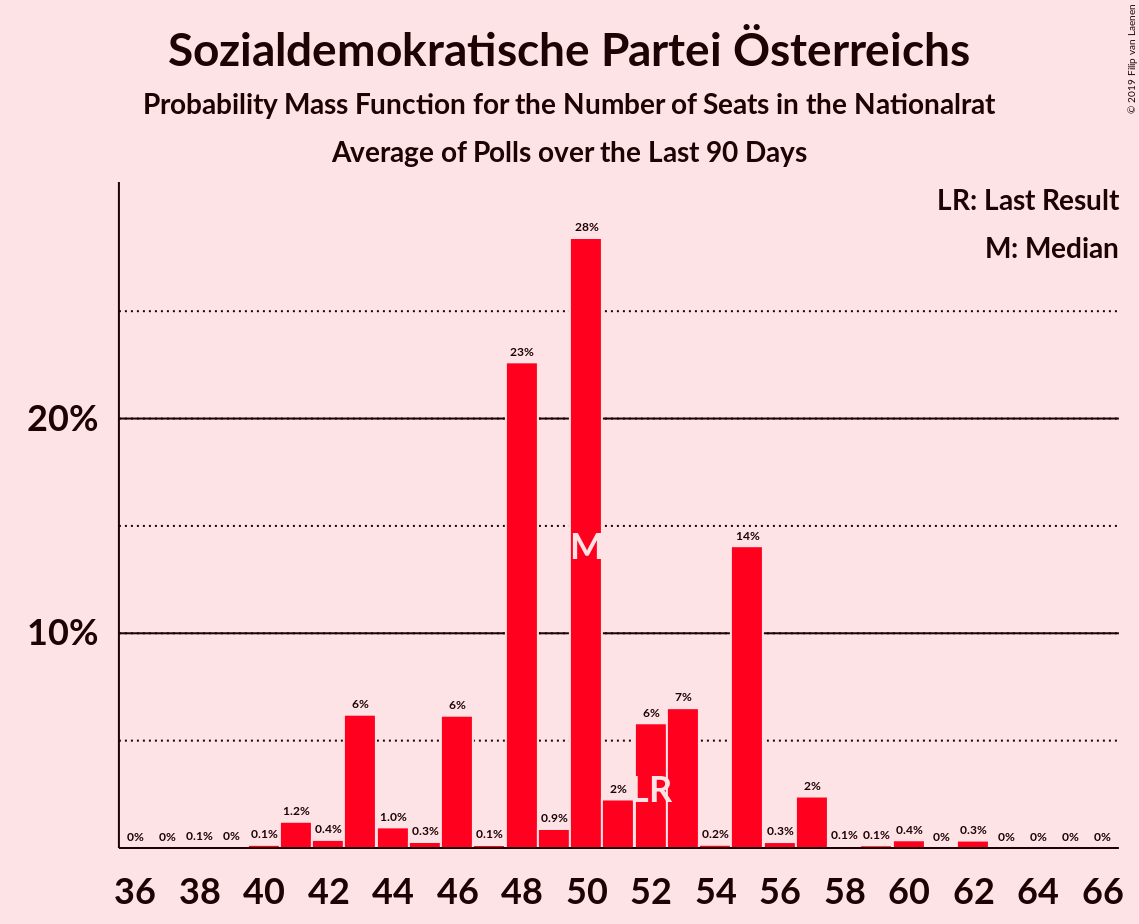 Sozialdemokratische Partei Österreichs
Probability Mass Function for the Number of Seats in the Nationalrat
Average of Polls over the Last 90 Days
© 2019 Filip van Laenen
LR: Last Result
M: Median
20%
10%
0% 0% 0.1% 0% 0.1% 1.2% 0.4% 6% 1.0% 0.3% 6% 0.1% 23% 0.9% 28% 2% 6% 7% 0.2% 14% 0.3% 2% 0.1% 0.1% 0.4% 0% 0.3% 0% 0% 0% 0%
M
LR
36 38 40 42 44 46 48 50 52 54 56 58 60 62 64 66